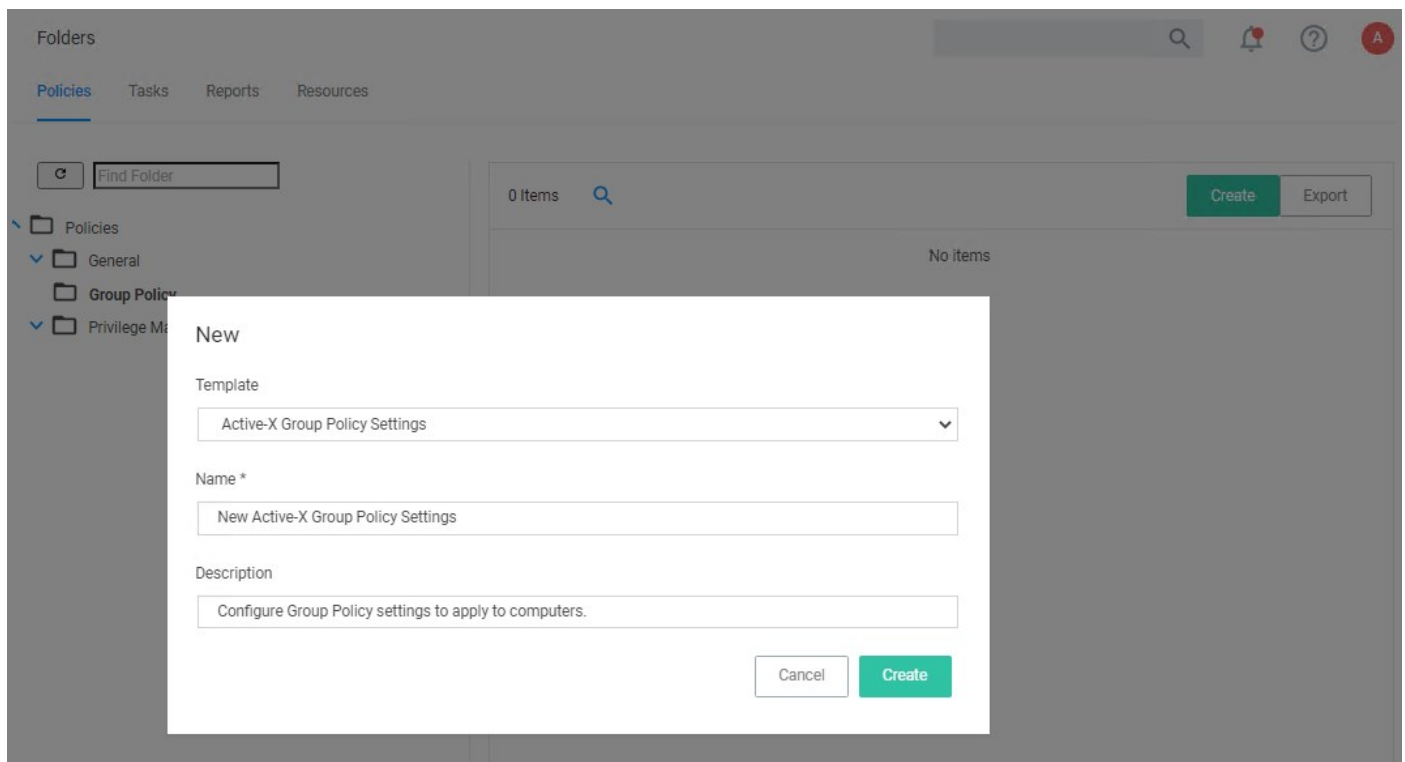 Folders
A
Policies Tasks Reports Resources
Find Folder
0 Items
Create Export
Policies
General
No items
Group Policy
Privilege Ma
New
Template
Active-X Group Policy Settings
Name *
New Active-X Group Policy Settings
Description
Configure Group Policy settings to apply to computers.
Cancel Create